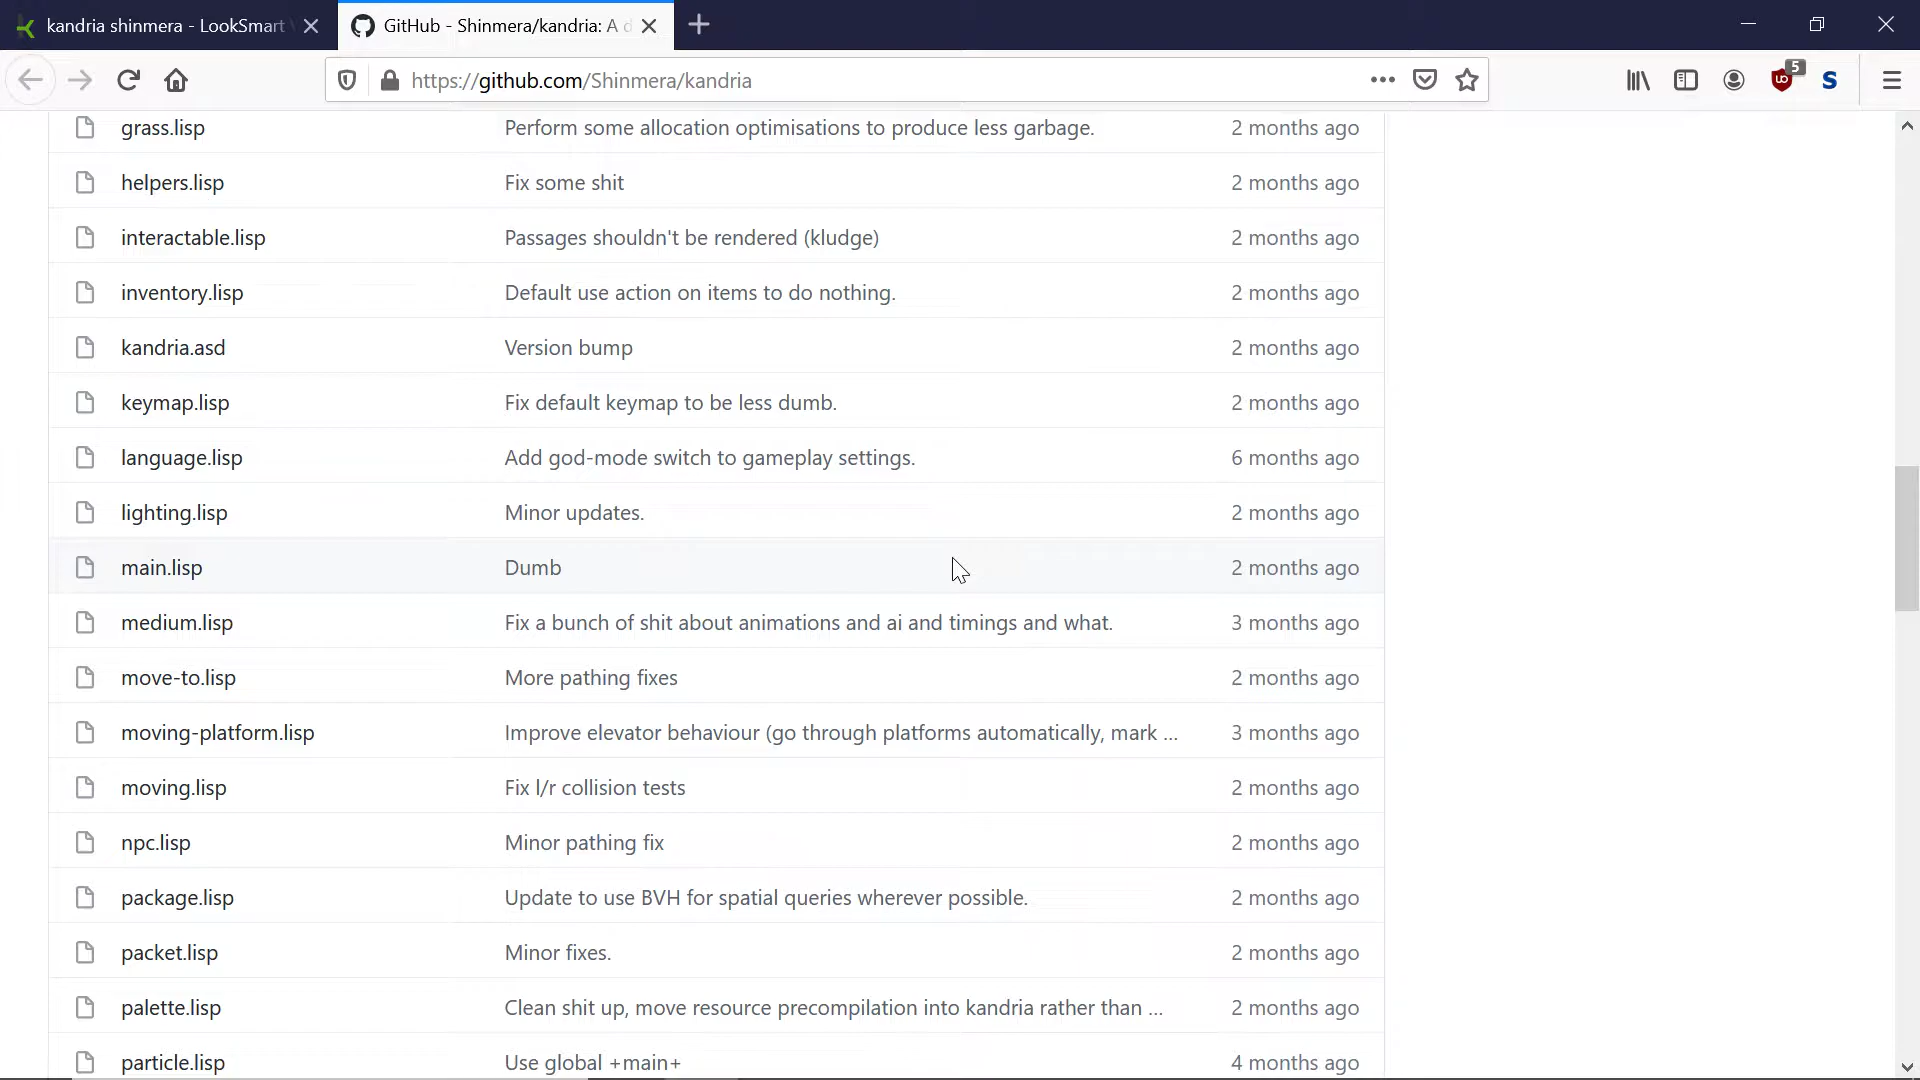 kandria shinmera - LookSmart
GitHub - Shinmera/kandria: A d
https://github.com/Shinmera/kandria
5
S
grass.lisp Perform some allocation optimisations to produce less garbage. 2 months ago
helpers.lisp Fix some shit 2 months ago
interactable.lisp Passages shouldn't be rendered (kludge) 2 months ago
inventory.lisp Default use action on items to do nothing. 2 months ago
kandria.asd Version bump 2 months ago
keymap.lisp Fix default keymap to be less dumb. 2 months ago
language.lisp Add god-mode switch to gameplay settings. 6 months ago
lighting.lisp Minor updates. 2 months ago
main.lisp Dumb 2 months ago
medium.lisp Fix a bunch of shit about animations and ai and timings and what. 3 months ago
move-to.lisp More pathing fixes 2 months ago
moving-platform.lisp Improve elevator behaviour (go through platforms automatically, mark ... 3 months ago
moving.lisp Fix l/r collision tests 2 months ago
npc.lisp Minor pathing fix 2 months ago
package.lisp Update to use BVH for spatial queries wherever possible. 2 months ago
packet.lisp Minor fixes. 2 months ago
palette.lisp Clean shit up, move resource precompilation into kandria rather than ... 2 months ago
particle.lisp Use global +main+ 4 months ago